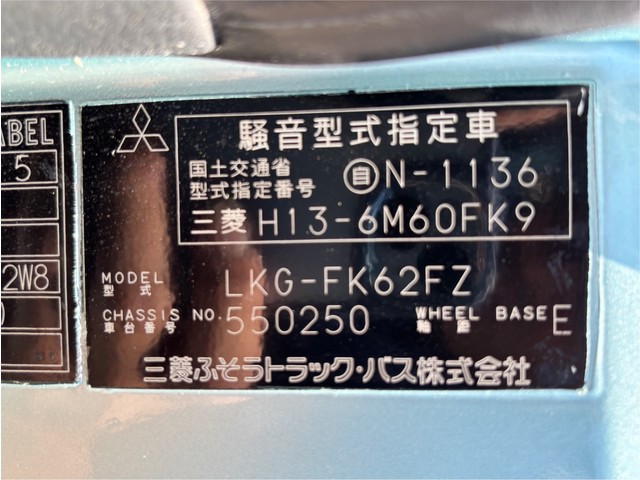 ABEL
5
2W8
騒音型式指定車
国土交通省
型式指定番号 自N-1136
三菱 H13-6M60FK9
MODEL
型式 LKG-FK62FZ
CHASSIS NO.
車台番号 550250
WHEEL BASE
軸距 E
三菱ふそうトラック・バス株式会社